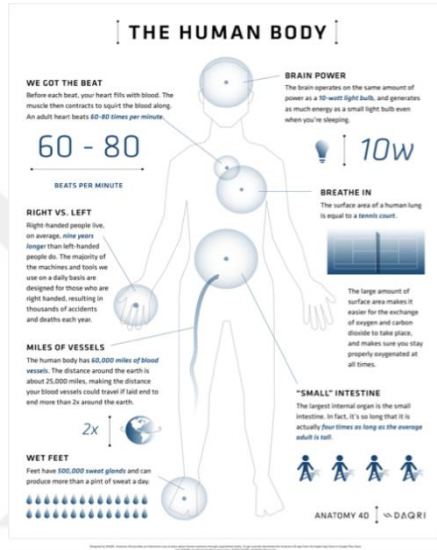 THE HUMAN BODY
WE GOT THE BEAT
Before each beat, your heart fills with blood. The
muscle then contracts to squirt the blood along.
An adult heart beats 60-80 times per minute.
60 - 80
BEATS PER MINUTE
RIGHT VS. LEFT
Right-handed people live,
on average, nine years
longer than left-handed
people do. The majority of
the machines and tools we
use on a daily basis are
designed for those who are
right handed, resulting in
thousands of accidents
and deaths each year.
MILES OF VESSELS
The human body has 60,000 miles of blood
vessels. The distance around the earth is
about 25,000 miles, making the distance
your blood vessels could travel if laid end to
end more than 2x around the earth.
2x
WET FEET
Feet have 500,000 sweat glands and can
produce more than a pint of sweat a day.
BRAIN POWER
The brain operates on the same amount of
power as a 10-watt light bulb, and generates
as much energy as a small light bulb even
when you're sleeping.
10w
BREATHE IN
The surface area of a human lung
is equal to a tennis court.
The large amount of
surface area makes it
easier for the exchange
of oxygen and carbon
dioxide to take place,
and makes sure you stay
properly oxygenated at
all times.
"SMALL" INTESTINE
The largest internal organ is the small
intestine. In fact, it's so long that it is
actually four times as long as the average
adult is tall.
ANATOMY 4D
DAQRI